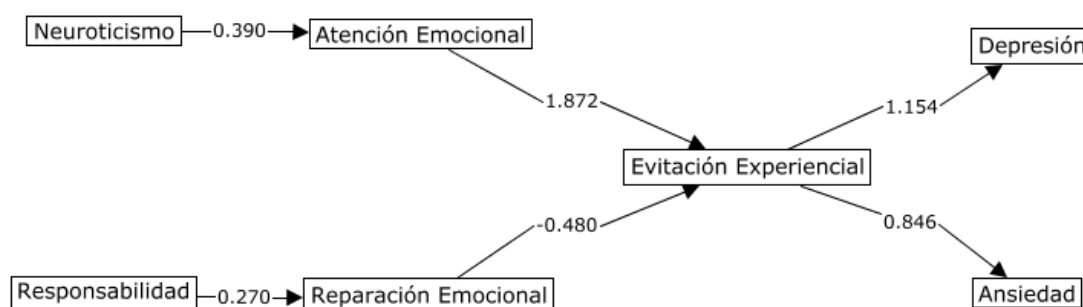 Neuroticismo
0.390
Atención Emocional
Depresión
1.872
1.154
Evitación Experiencial
-0.480
0.846
Responsabilidad
0.270
Reparación Emocional
Ansiedad